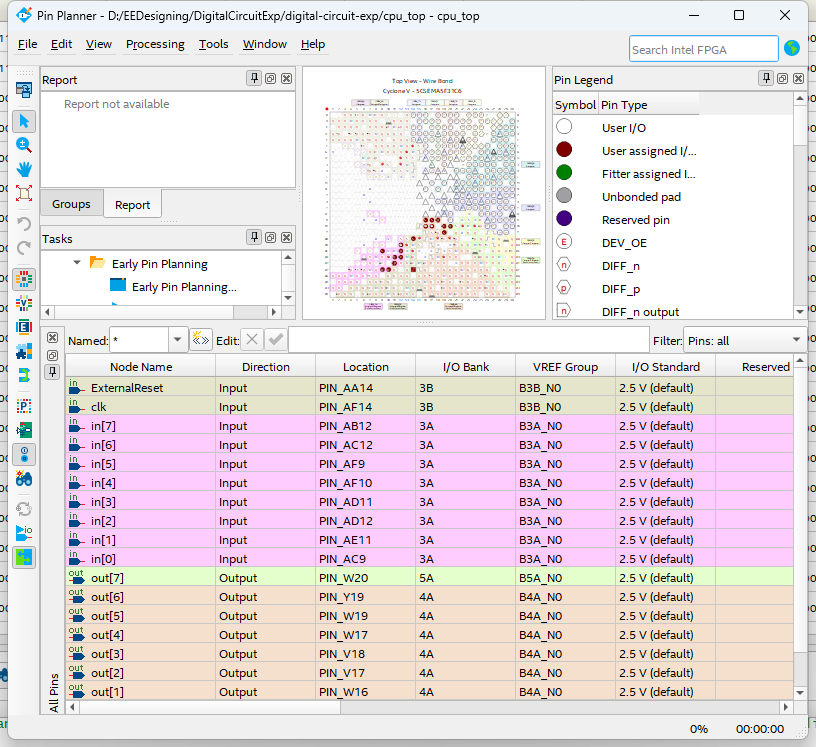 Pin Planner - D:/EEDesigning/DigitalCircuitExp/digital-circuit-exp/cpu_top - cpu_top
File Edit View Processing Tools Window Help
Search Intel FPGA
Report
Report not available
Groups Report
Tasks
Early Pin Planning
Early Pin Planning...
Top View - Wire Bond
Cyclone V - 5CSEMA5F31C6
Pin Legend
Symbol Pin Type
User I/O
User assigned I/...
Fitter assigned I...
Unbonded pad
Reserved pin
E DEV_OE
n DIFF_n
p DIFF_p
n DIFF_n output
Named: * Edit: Filter: Pins: all
Node Name Direction Location I/O Bank VREF Group I/O Standard Reserved
in ExternalReset Input PIN_AA14 3B B3B_N0 2.5 V (default)
in clk Input PIN_AF14 3B B3B_N0 2.5 V (default)
in in[7] Input PIN_AB12 3A B3A_N0 2.5 V (default)
in in[6] Input PIN_AC12 3A B3A_N0 2.5 V (default)
in in[5] Input PIN_AF9 3A B3A_N0 2.5 V (default)
in in[4] Input PIN_AF10 3A B3A_N0 2.5 V (default)
in in[3] Input PIN_AD11 3A B3A_N0 2.5 V (default)
in in[2] Input PIN_AD12 3A B3A_N0 2.5 V (default)
in in[1] Input PIN_AE11 3A B3A_N0 2.5 V (default)
in in[0] Input PIN_AC9 3A B3A_N0 2.5 V (default)
out out[7] Output PIN_W20 5A B5A_N0 2.5 V (default)
out out[6] Output PIN_Y19 4A B4A_N0 2.5 V (default)
out out[5] Output PIN_W19 4A B4A_N0 2.5 V (default)
out out[4] Output PIN_W17 4A B4A_N0 2.5 V (default)
out out[3] Output PIN_V18 4A B4A_N0 2.5 V (default)
out out[2] Output PIN_V17 4A B4A_N0 2.5 V (default)
out out[1] Output PIN_W16 4A B4A_N0 2.5 V (default)
All Pins
0% 00:00:00